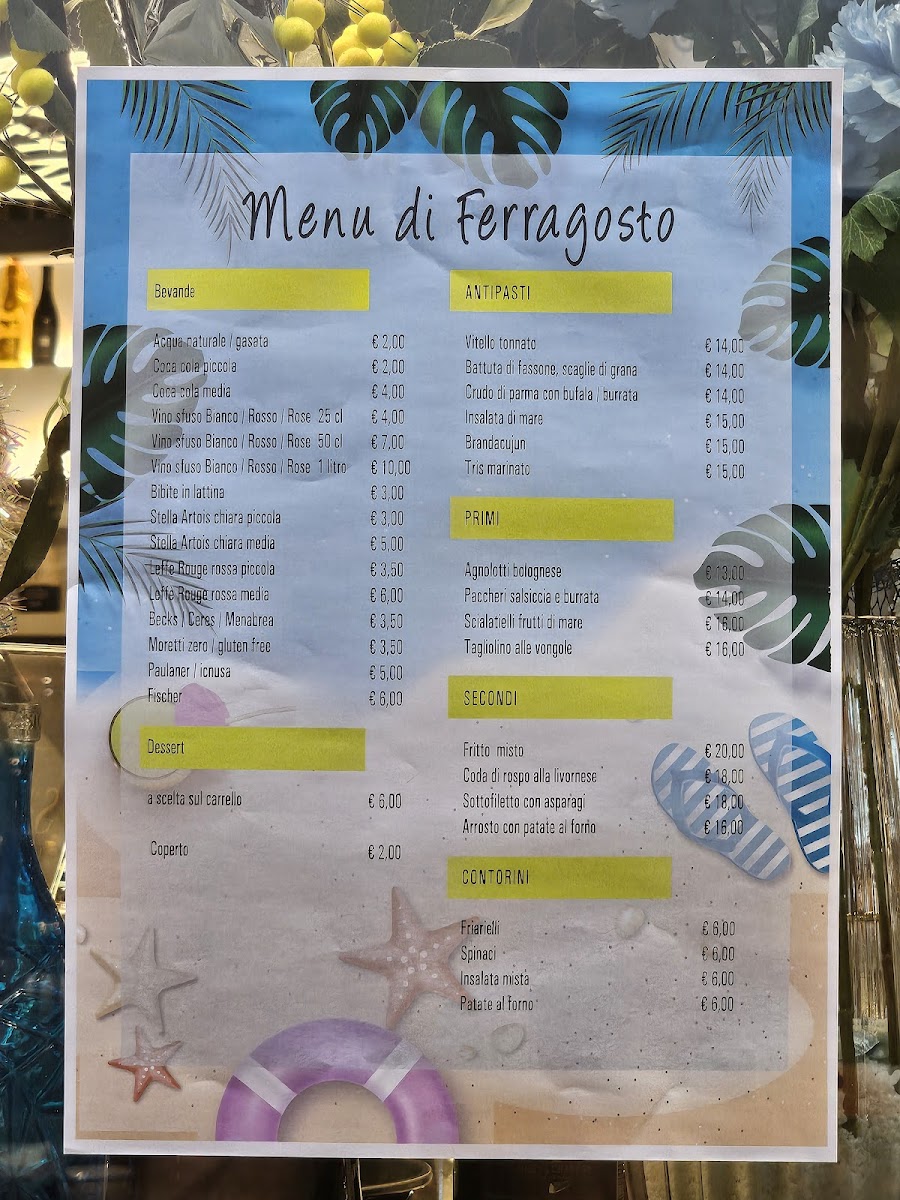 Menu di Ferragosto
Bevande
Acqua naturale / gasata € 2,00
Coca cola piccola € 2,00
Coca cola media € 4,00
Vino sfuso Bianco / Rosso / Rose 25 cl € 4,00
Vino sfuso Bianco / Rosso / Rose 50 cl € 7,00
Vino sfuso Bianco / Rosso / Rose 1 litro € 10,00
Bibite in lattina € 3,00
Stella Artois chiara piccola € 3,00
Stella Artois chiara media € 5,00
Leffe Rouge rossa piccola € 3,50
Leffe Rouge rossa media € 6,00
Becks / Ceres / Menabrea € 3,50
Moretti zero / gluten free € 3,50
Paulaner / icnusa € 5,00
Fischer € 6,00
Dessert
a scelta sul carrello € 6,00
Coperto € 2,00
ANTIPASTI
Vitello tonnato € 14,00
Battuta di fassone, scaglie di grana € 14,00
Crudo di parma con bufala / burrata € 14,00
Insalata di mare € 15,00
Brandacujun € 15,00
Tris marinato € 15,00
PRIMI
Agnolotti bolognese € 13,00
Paccheri salsiccia e burrata € 14,00
Scialatielli frutti di mare € 16,00
Tagliolino alle vongole € 16,00
SECONDI
Fritto misto € 20,00
Coda di rospo alla livornese € 18,00
Sottofiletto con asparagi € 18,00
Arrosto con patate al forno € 16,00
CONTORINI
Friarielli € 6,00
Spinaci € 6,00
Insalata mista € 6,00
Patate al forno € 6,00